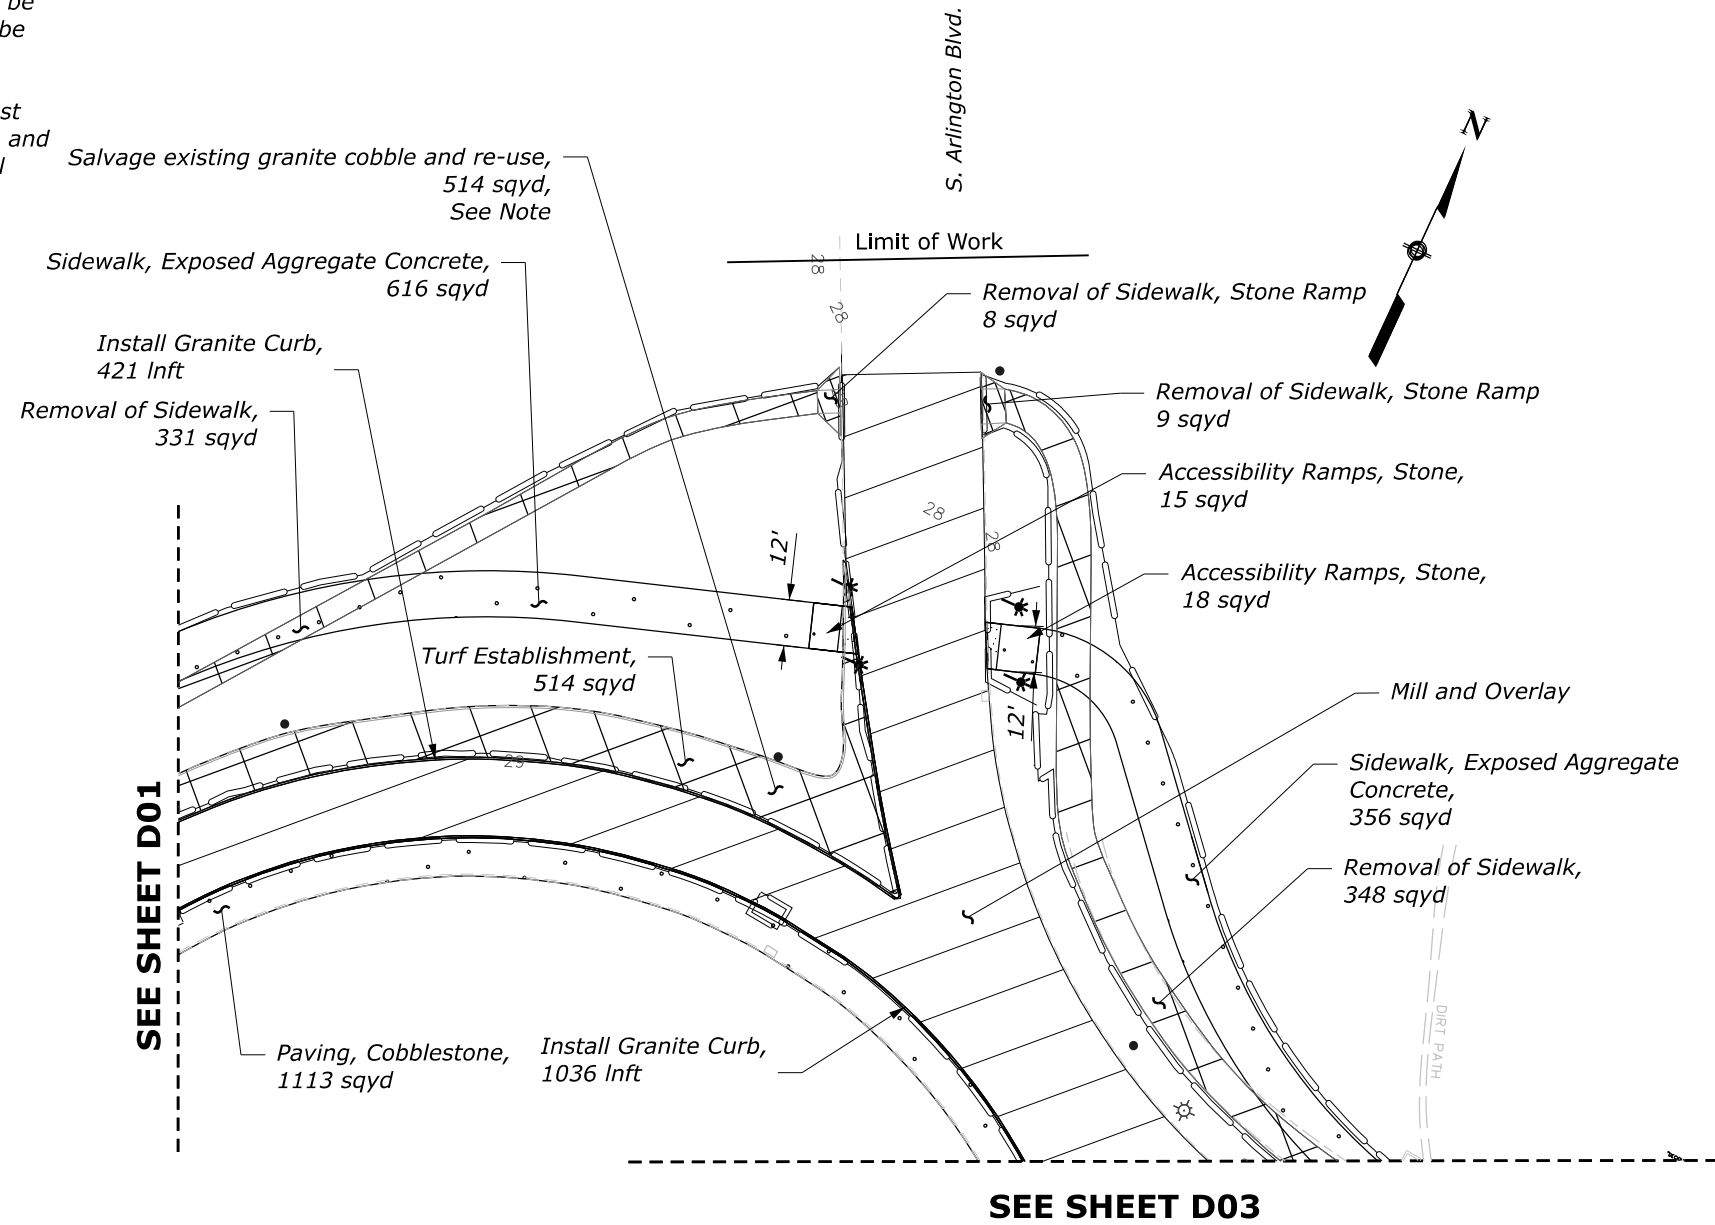 be
be
st
and
l
S. Arlington Blvd.
N
Salvage existing granite cobble and re-use,
514 sqyd,
See Note
Limit of Work
28
28
Sidewalk, Exposed Aggregate Concrete,
616 sqyd
Removal of Sidewalk, Stone Ramp
8 sqyd
Install Granite Curb,
421 lnft
Removal of Sidewalk, Stone Ramp
9 sqyd
Removal of Sidewalk,
331 sqyd
Accessibility Ramps, Stone,
15 sqyd
28
28
12'
Accessibility Ramps, Stone,
18 sqyd
Turf Establishment,
514 sqyd
12'
Mill and Overlay
29
Sidewalk, Exposed Aggregate
Concrete,
356 sqyd
Removal of Sidewalk,
348 sqyd
SEE SHEET D01
DIRT PATH
Paving, Cobblestone,
1113 sqyd
Install Granite Curb,
1036 lnft
SEE SHEET D03